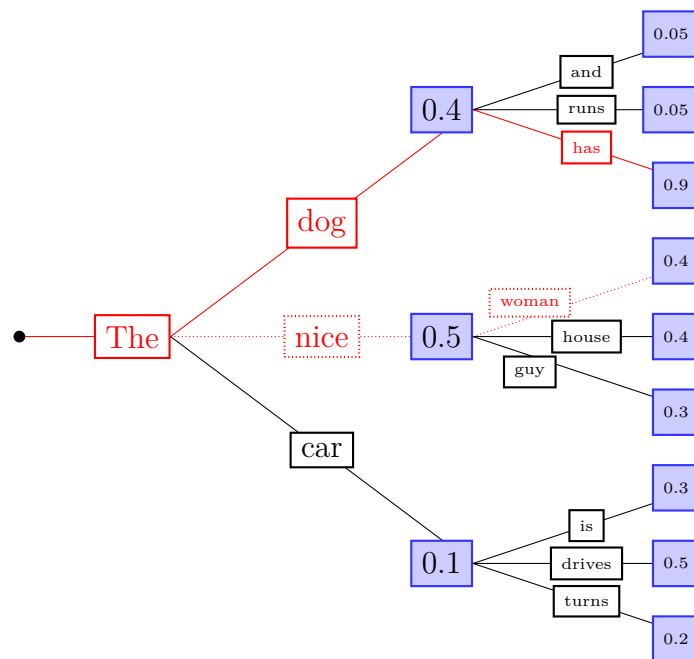 The
dog
0.4
and
0.05
runs
0.05
has
0.9
nice
0.5
woman
0.4
house
0.4
guy
0.3
car
0.1
is
0.3
drives
0.5
turns
0.2